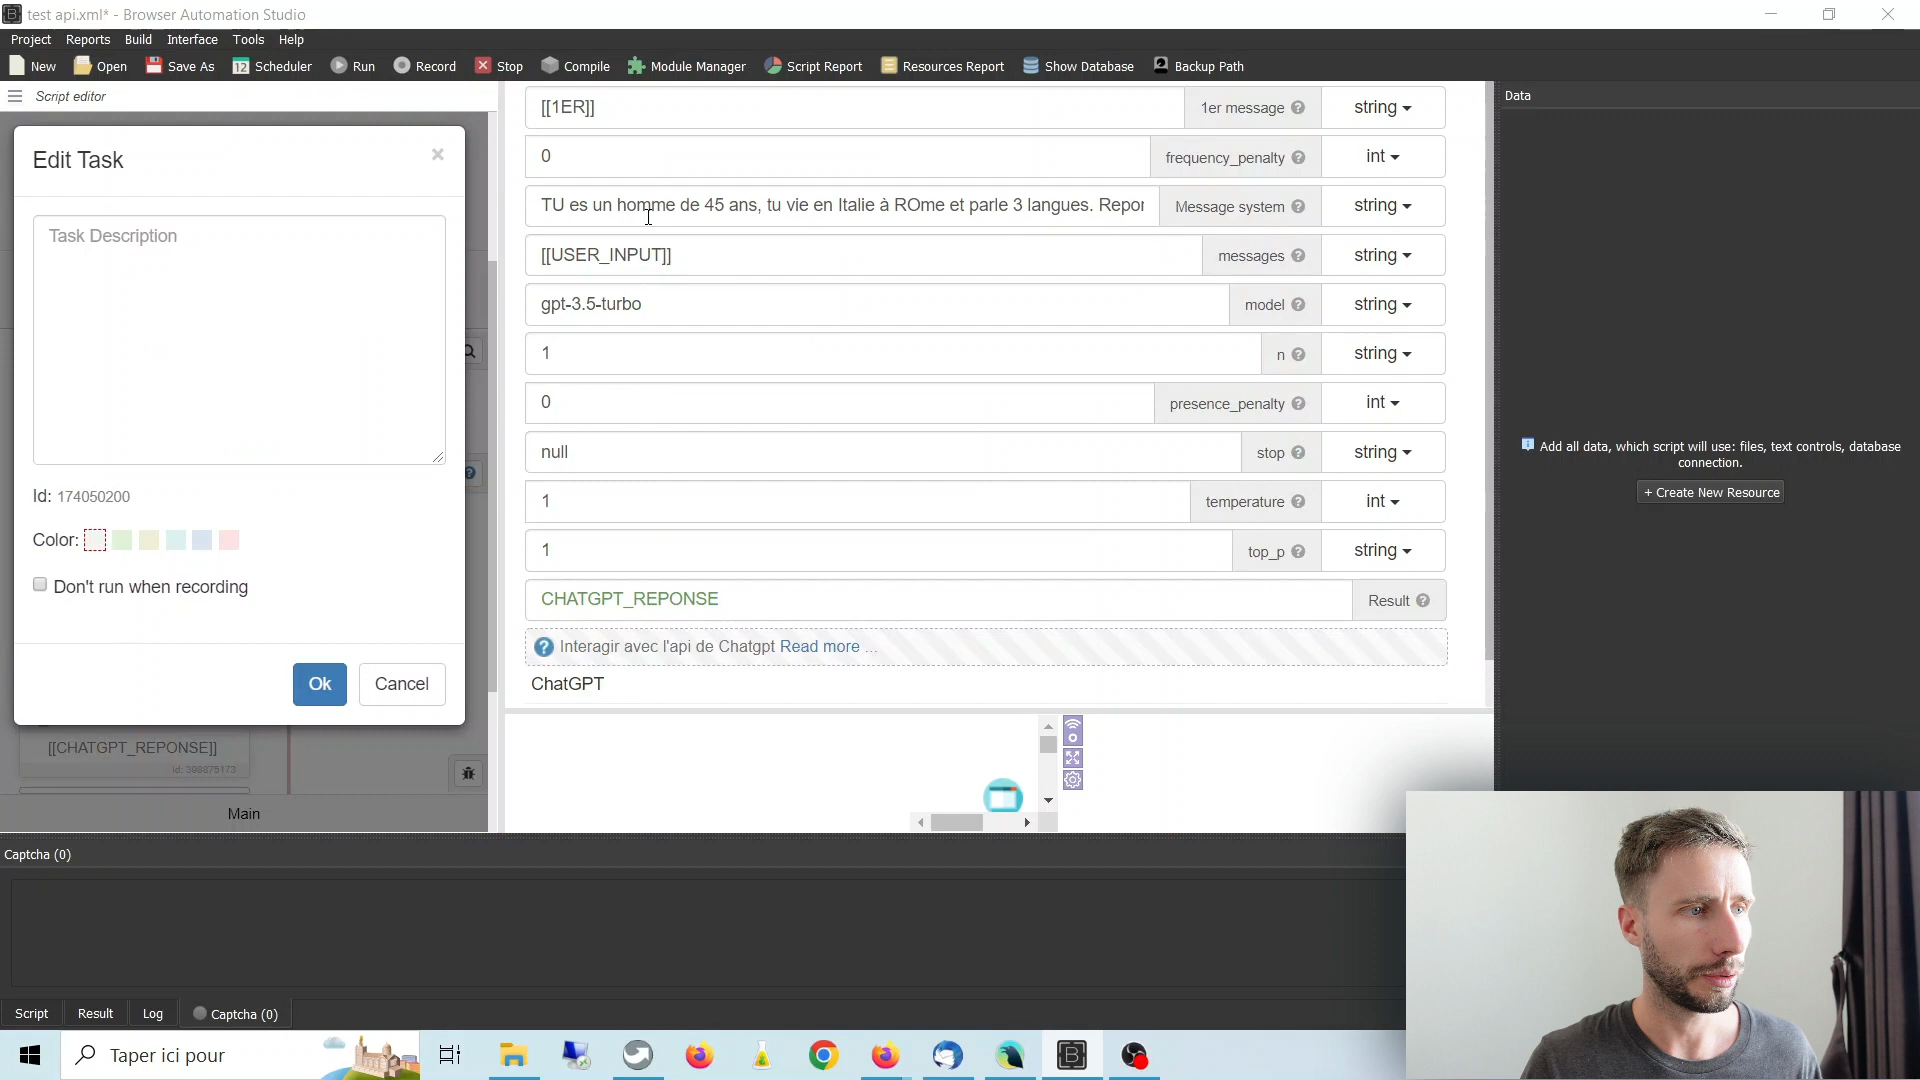 test api.xml* - Browser Automation Studio
Project Reports Build Interface Tools Help
New Open Save As Scheduler Run Record Stop Compile Module Manager Script Report Resources Report Show Database Backup Path
Script editor
Data
Edit Task
Task Description
Id: 174050200
Color:
Don't run when recording
Ok Cancel
[[CHATGPT_REPONSE]]
Id: 398875173
Main
[[1ER]] 1er message string
0 frequency_penalty int
TU es un homme de 45 ans, tu vie en Italie à ROme et parle 3 langues. Repor Message system string
[[USER_INPUT]] messages string
gpt-3.5-turbo model string
1 n string
0 presence_penalty int
null stop string
1 temperature int
1 top_p string
CHATGPT_REPONSE Result
Interagir avec l'api de Chatgpt Read more ...
ChatGPT
Add all data, which script will use: files, text controls, database
connection.
+ Create New Resource
Captcha (0)
Script Result Log Captcha (0)
Taper ici pour